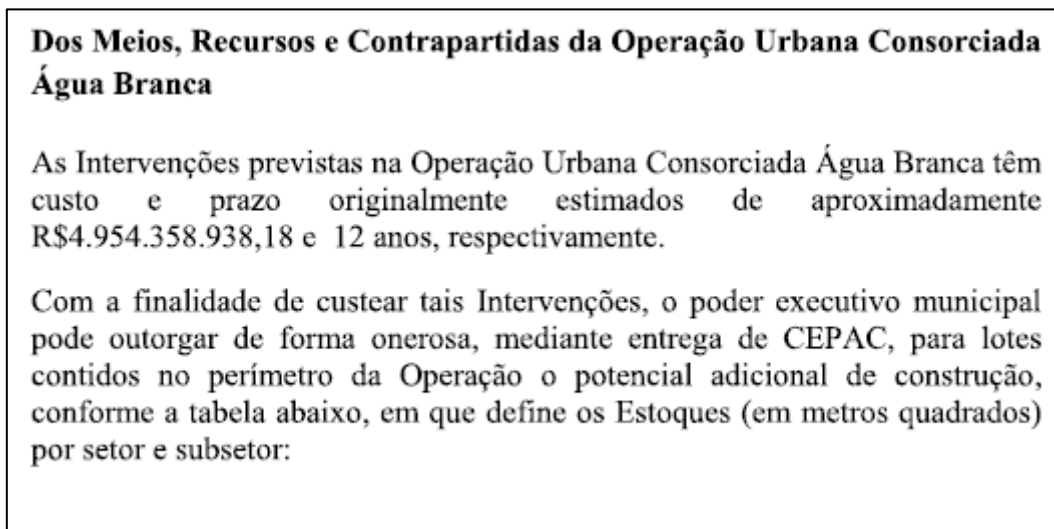 Dos Meios, Recursos e Contrapartidas da Operação Urbana Consorciada
Água Branca
As Intervenções previstas na Operação Urbana Consorciada Água Branca têm
custo e prazo originalmente estimados de aproximadamente
R$4.954.358.938,18 e 12 anos, respectivamente.
Com a finalidade de custear tais Intervenções, o poder executivo municipal
pode outorgar de forma onerosa, mediante entrega de CEPAC, para lotes
contidos no perímetro da Operação o potencial adicional de construção,
conforme a tabela abaixo, em que define os Estoques (em metros quadrados)
por setor e subsetor: